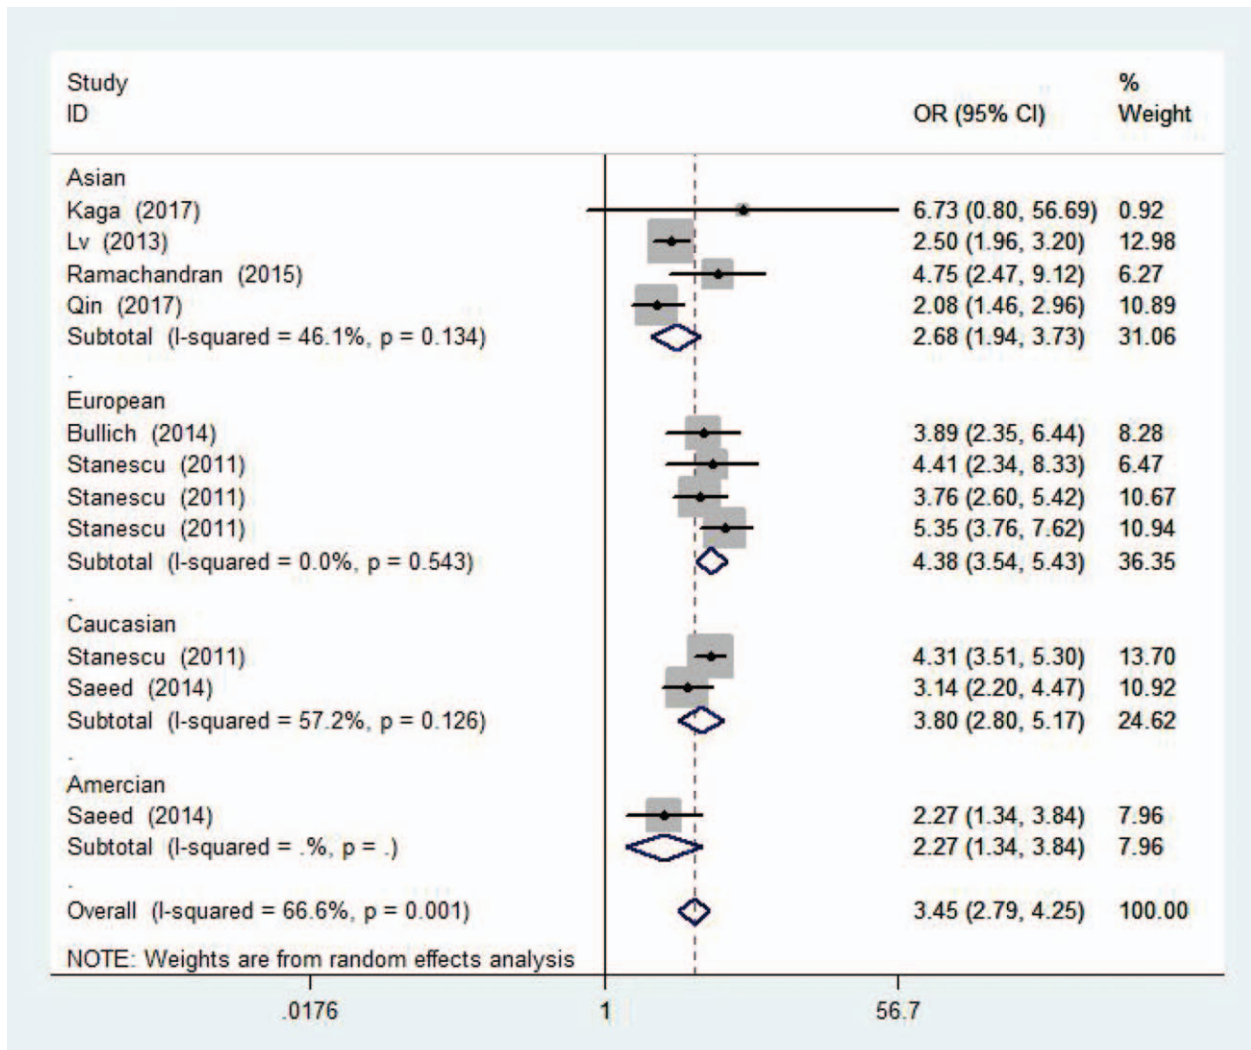 Study %
ID OR (95% CI) Weight
Asian
Kaga (2017) 6.73 (0.80, 56.69) 0.92
Lv (2013) 2.50 (1.96, 3.20) 12.98
Ramachandran (2015) 4.75 (2.47, 9.12) 6.27
Qin (2017) 2.08 (1.46, 2.96) 10.89
Subtotal (I-squared = 46.1%, p = 0.134) 2.68 (1.94, 3.73) 31.06
.
European
Bullich (2014) 3.89 (2.35, 6.44) 8.28
Stanescu (2011) 4.41 (2.34, 8.33) 6.47
Stanescu (2011) 3.76 (2.60, 5.42) 10.67
Stanescu (2011) 5.35 (3.76, 7.62) 10.94
Subtotal (I-squared = 0.0%, p = 0.543) 4.38 (3.54, 5.43) 36.35
.
Caucasian
Stanescu (2011) 4.31 (3.51, 5.30) 13.70
Saeed (2014) 3.14 (2.20, 4.47) 10.92
Subtotal (I-squared = 57.2%, p = 0.126) 3.80 (2.80, 5.17) 24.62
.
Amercian
Saeed (2014) 2.27 (1.34, 3.84) 7.96
Subtotal (I-squared = .%, p = .) 2.27 (1.34, 3.84) 7.96
.
Overall (I-squared = 66.6%, p = 0.001) 3.45 (2.79, 4.25) 100.00
NOTE: Weights are from random effects analysis
.0176 1 56.7